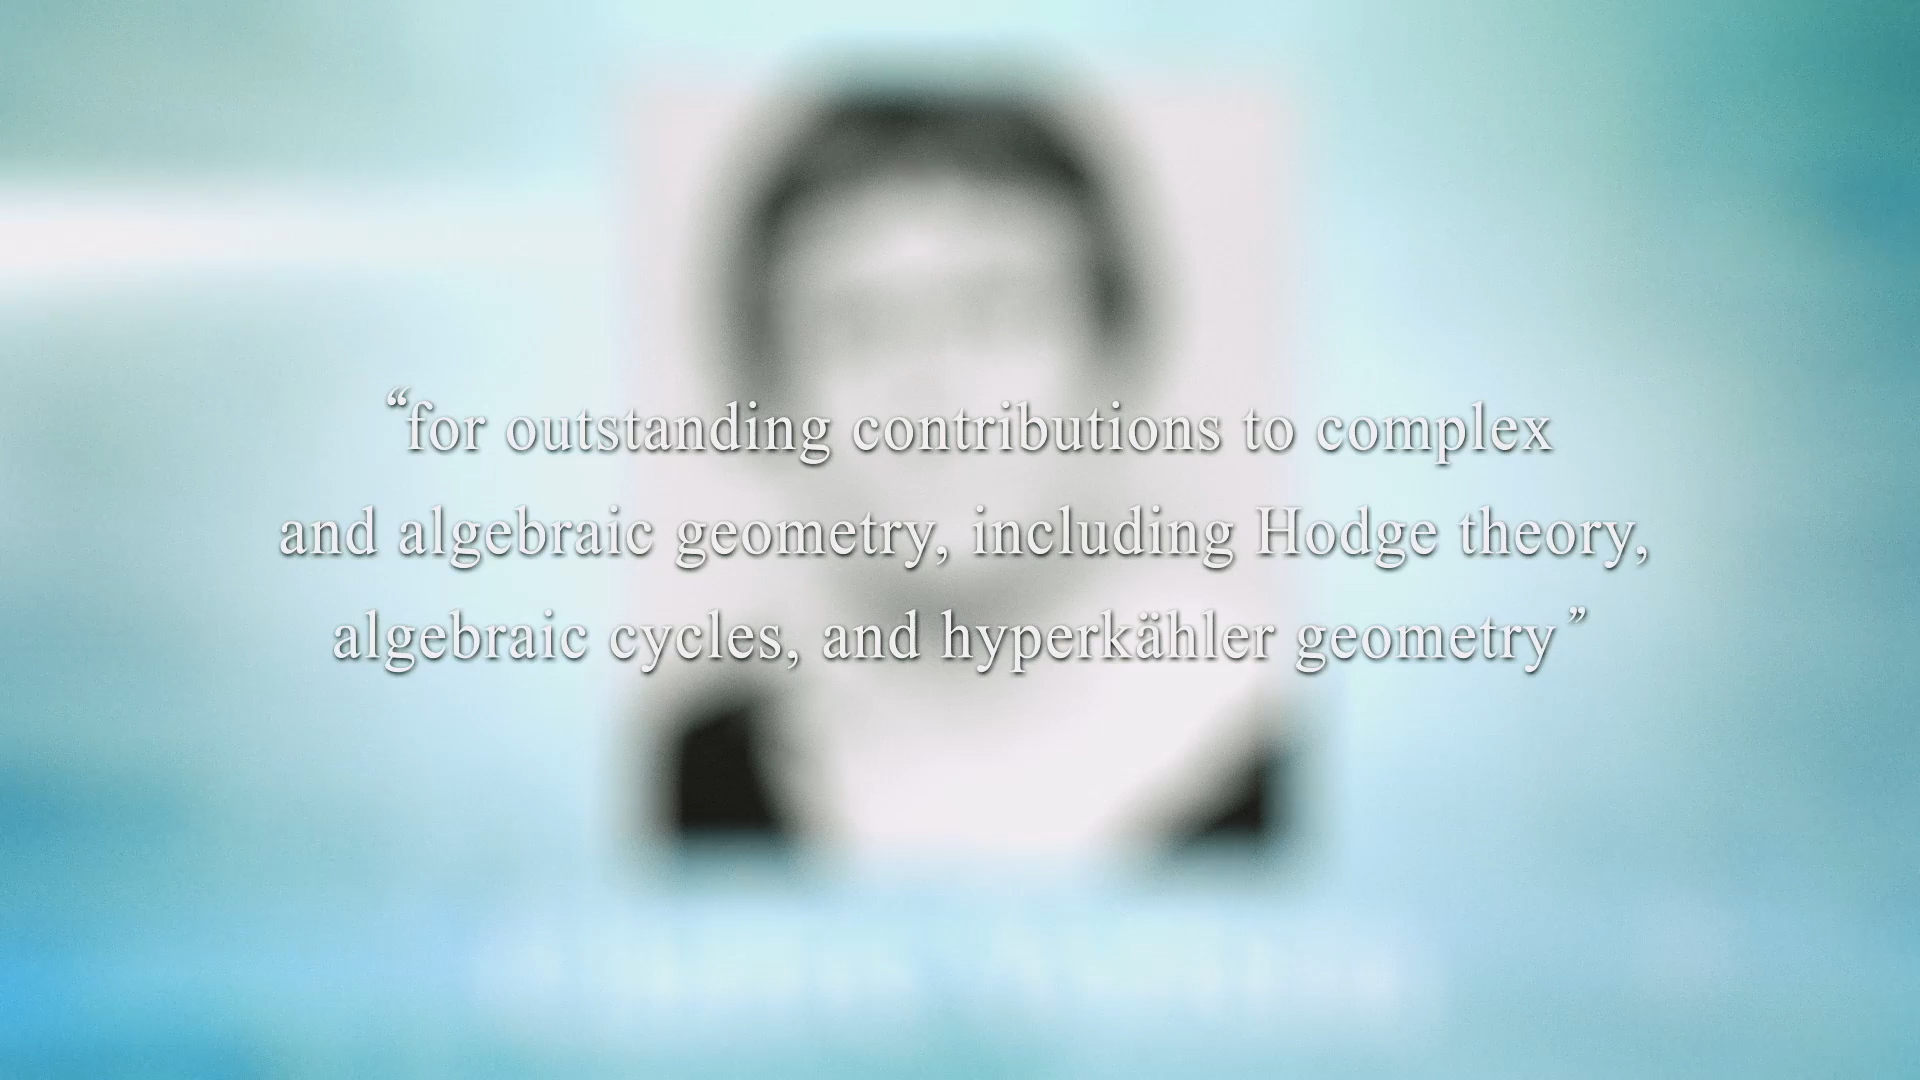 “for outstanding contributions to complex
and algebraic geometry, including Hodge theory,
algebraic cycles, and hyperkähler geometry”